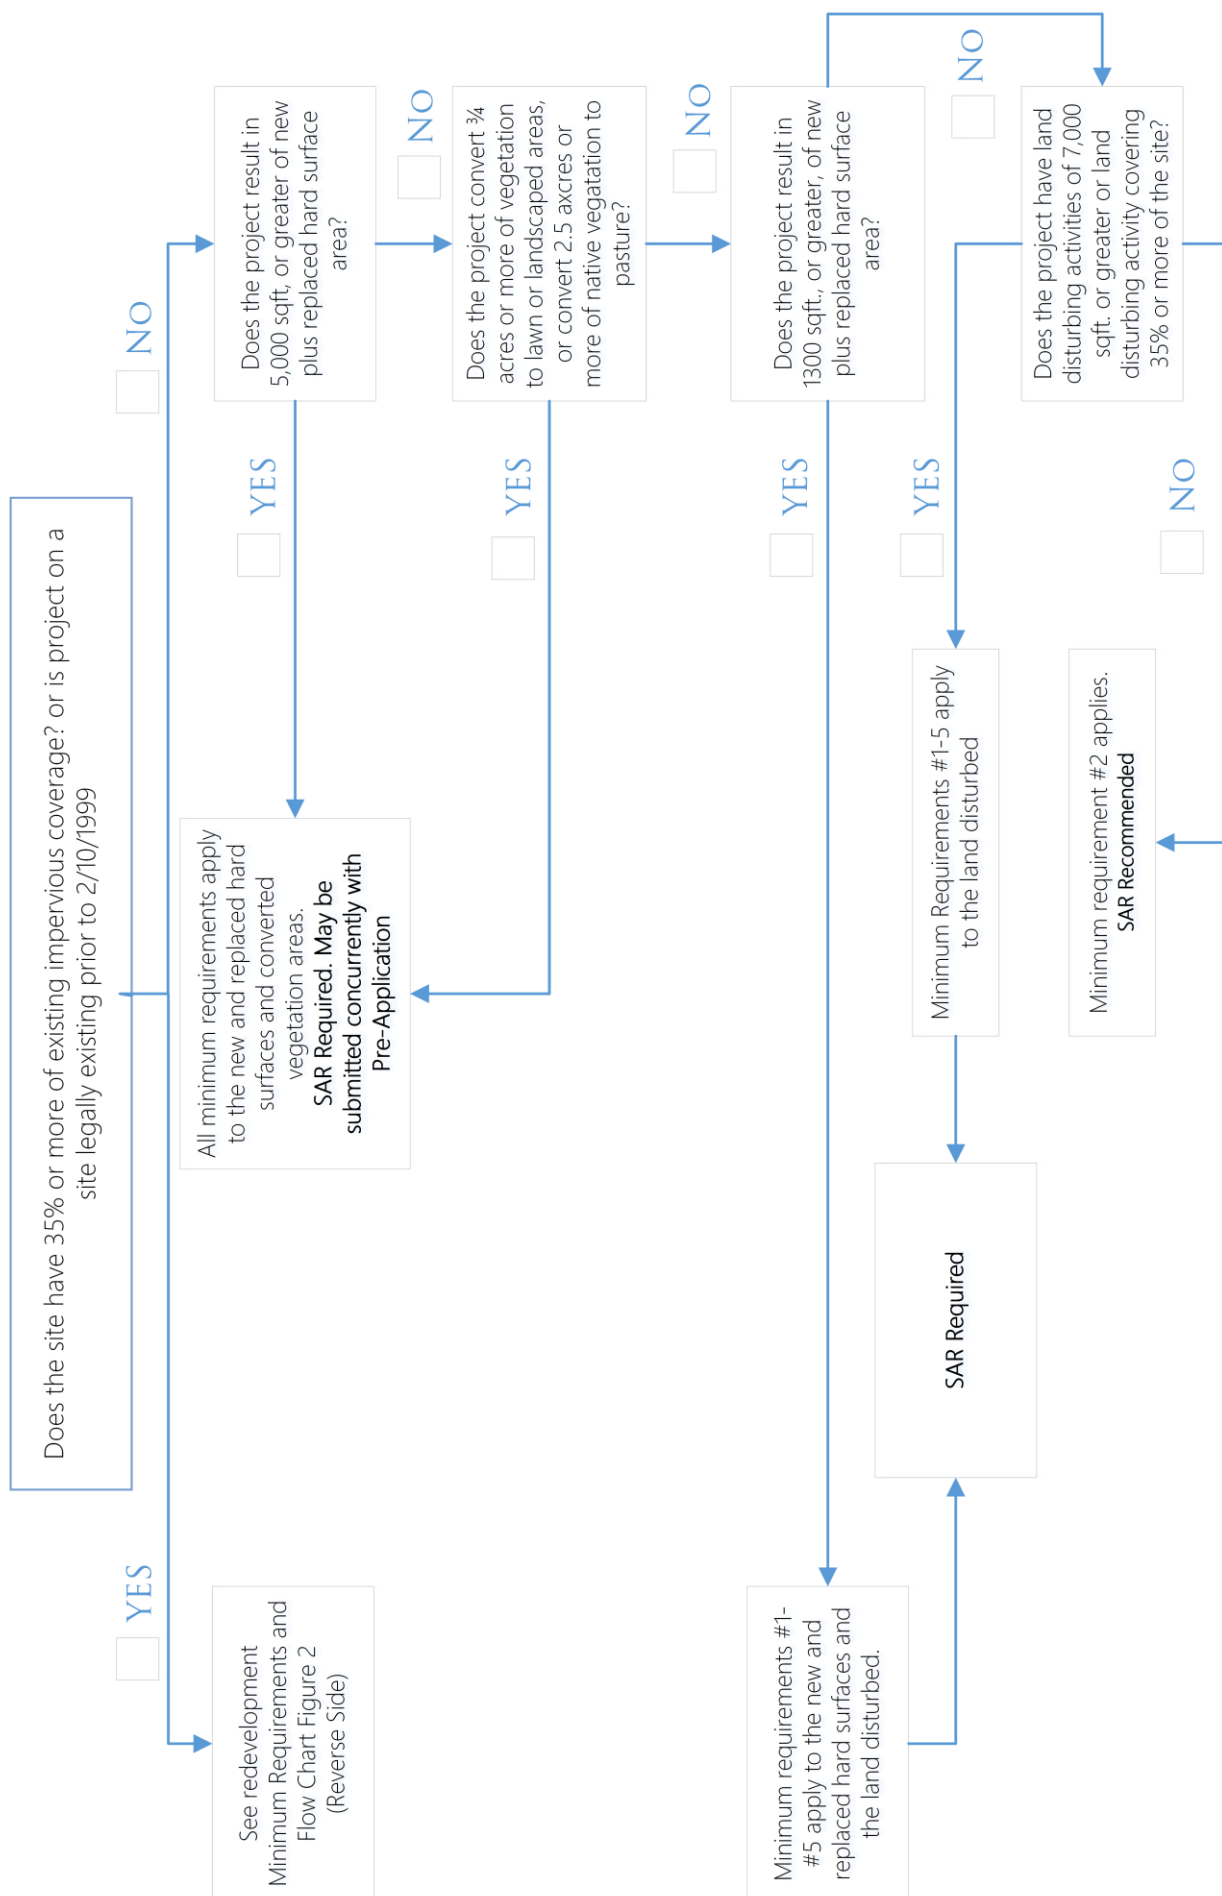 Does the site have 35% or more of existing impervious coverage? or is project on a
site legally existing prior to 2/10/1999
YES
NO
See redevelopment
Minimum Requirements and
Flow Chart Figure 2
(Reverse Side)
All minimum requirements apply
to the new and replaced hard
surfaces and converted
vegetation areas.
SAR Required. May be
submitted concurrently with
Pre-Application
YES
Does the project result in
5,000 sqft, or greater of new
plus replaced hard surface
area?
NO
YES
Does the project convert ¾
acres or more of vegetation
to lawn or landscaped areas,
or convert 2.5 axcres or
more of native vegatation to
pasture?
NO
Minimum requirements #1-
#5 apply to the new and
replaced hard surfaces and
the land disturbed.
YES
Does the project result in
1300 sqft., or greater, of new
plus replaced hard surface
area?
NO
SAR Required
Minimum Requirements #1-5 apply
to the land disturbed
YES
Does the project have land
disturbing activities of 7,000
sqft. or greater or land
disturbing activity covering
35% or more of the site?
Minimum requirement #2 applies.
SAR Recommended
NO